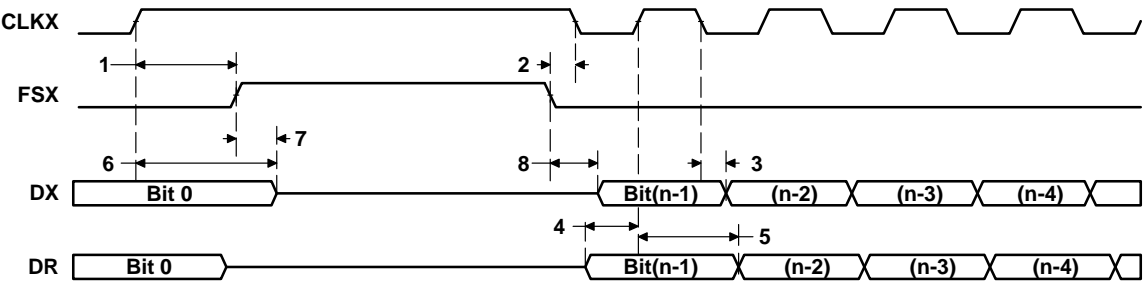 CLKX
1
2
FSX
7
6
8
3
DX
Bit 0
Bit(n-1)
(n-2)
(n-3)
(n-4)
4
5
DR
Bit 0
Bit(n-1)
(n-2)
(n-3)
(n-4)